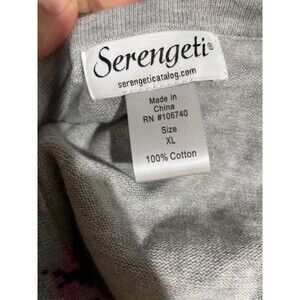 Serengeti®
serengeticatalog.com
Made in
China
RN #106740
Size
XL
100% Cotton